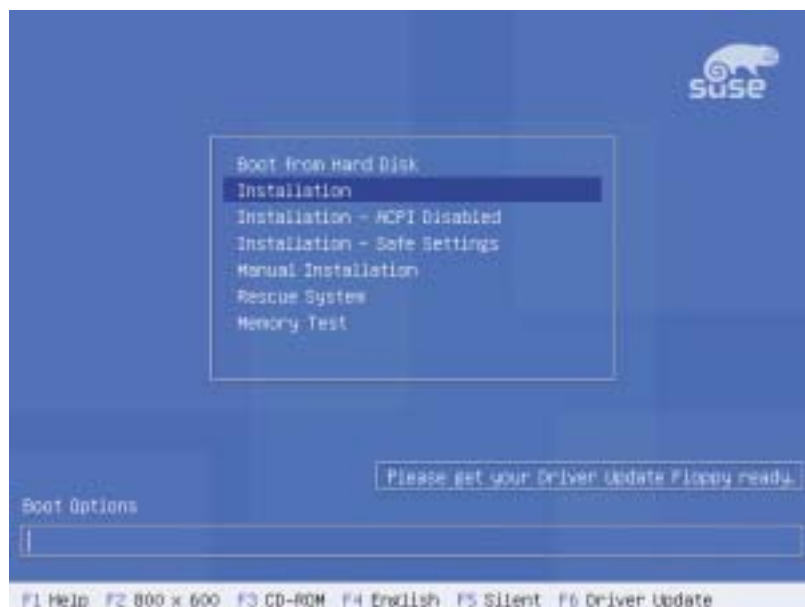 suse
Boot from Hard Disk
Installation
Installation - ACPI Disabled
Installation - Safe Settings
Manual Installation
Rescue System
Memory Test
Please get your Driver Update Floppy ready.
Boot Options
F1 Help F2 800 x 600 F3 CD-ROM F4 English F5 Silent F6 Driver Update